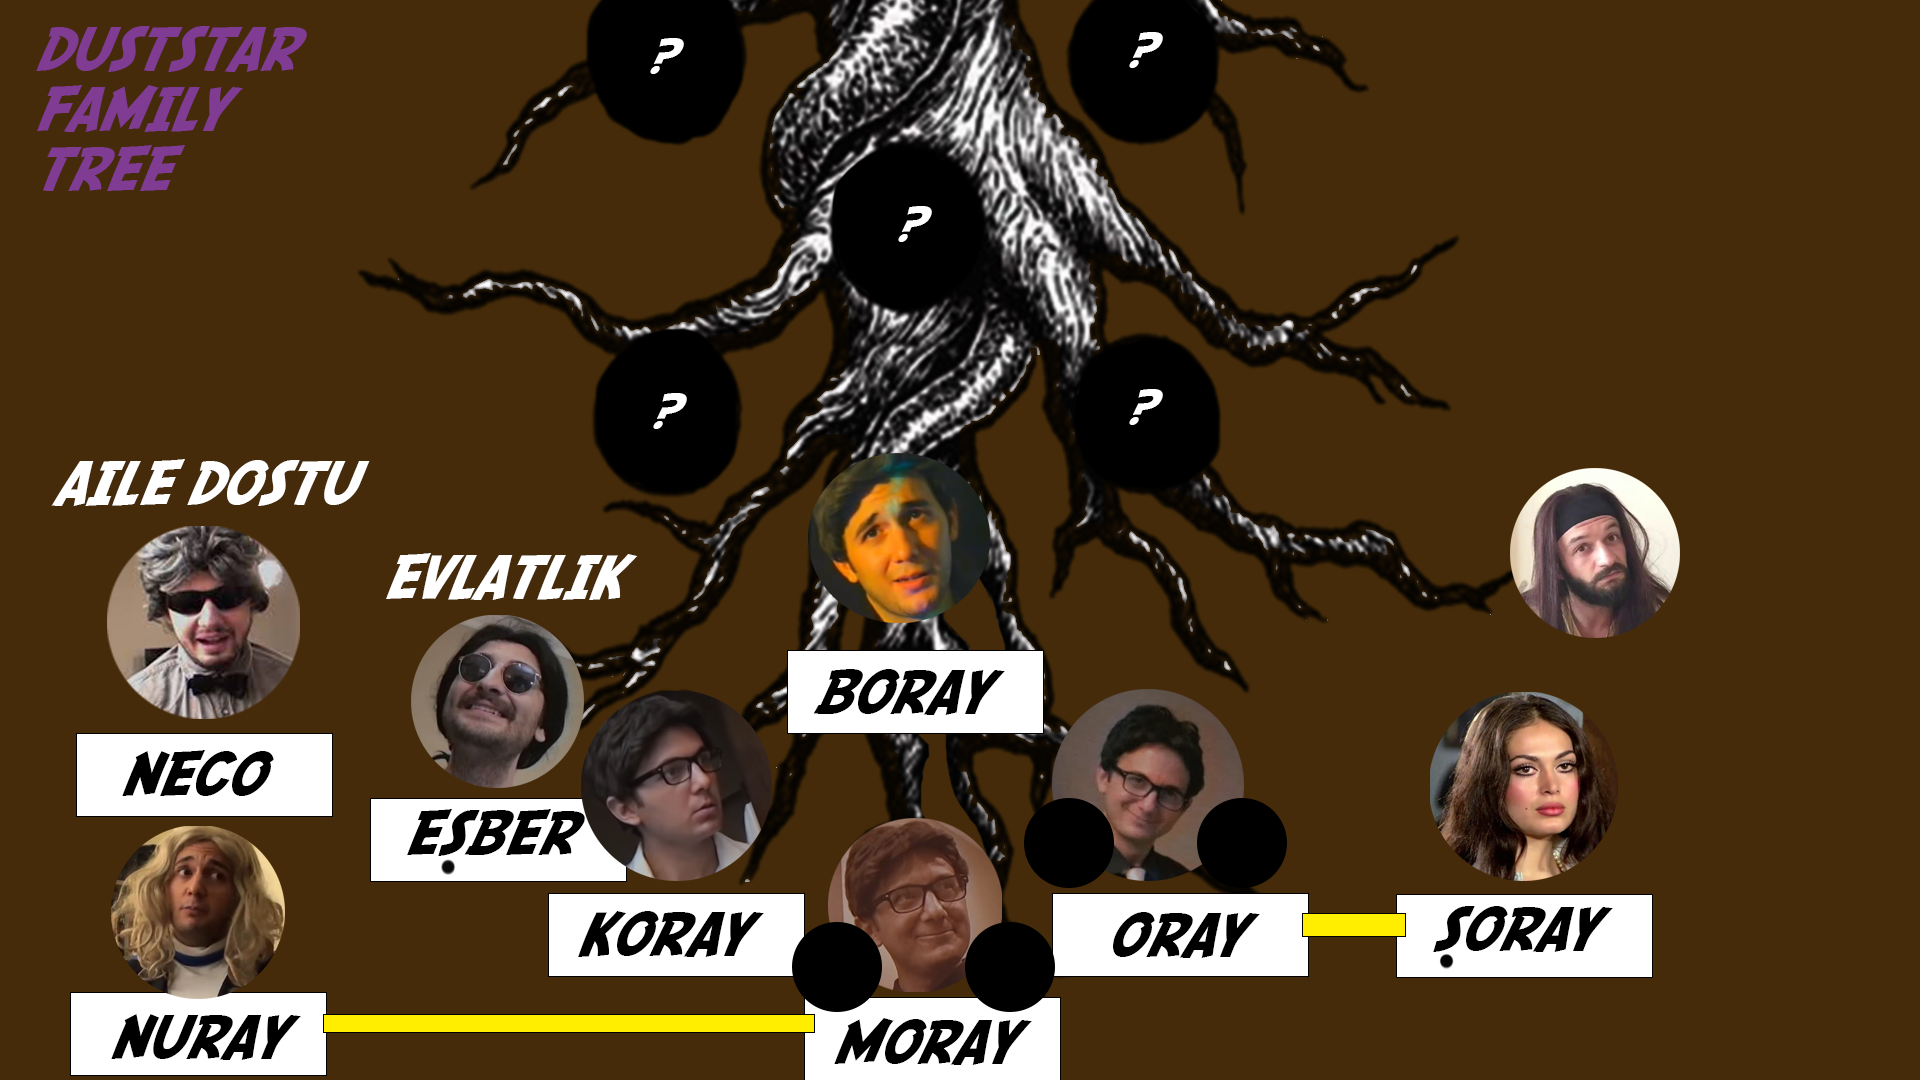 DUSTSTAR
FAMILY
TREE
?
?
?
?
?
AILE DOSTU
EVLATLIK
NECO
EŞBER
BORAY
KORAY
ORAY
ŞORAY
NURAY
MORAY